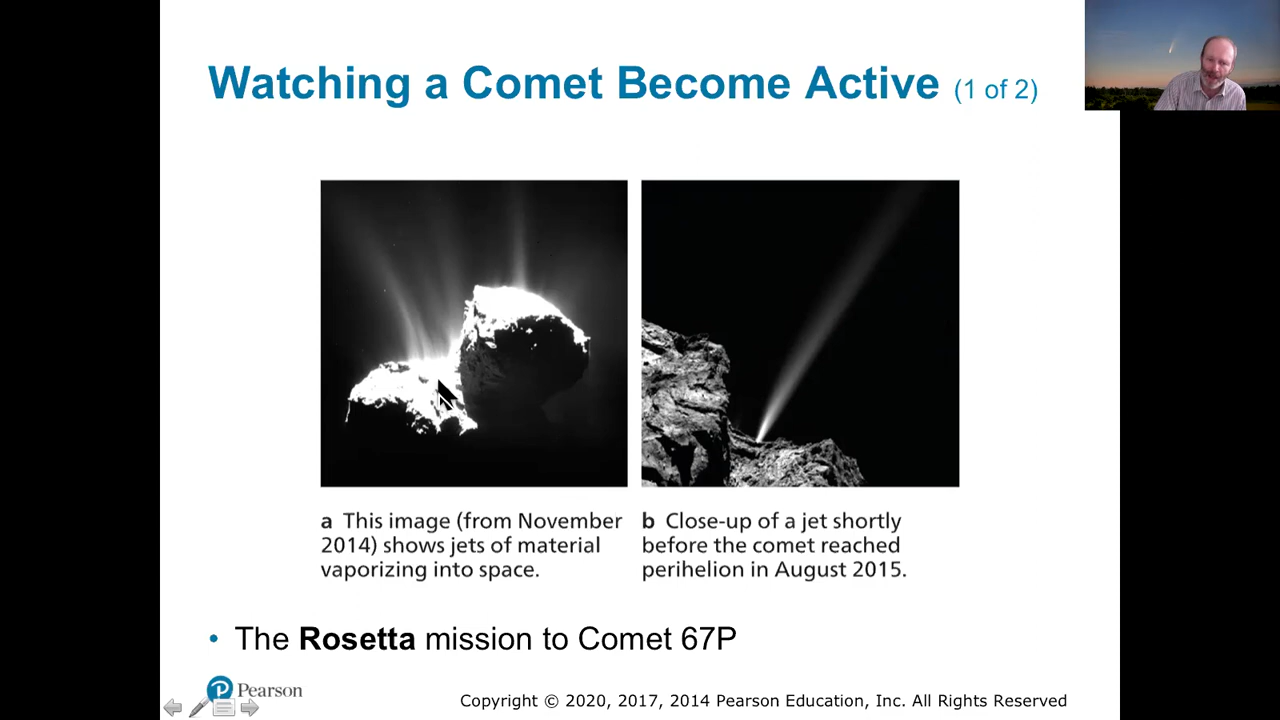 Watching a Comet Become Active (1 of 2)
a This image (from November
2014) shows jets of material
vaporizing into space.
b Close-up of a jet shortly
before the comet reached
perihelion in August 2015.
• The Rosetta mission to Comet 67P
Pearson
Copyright © 2020, 2017, 2014 Pearson Education, Inc. All Rights Reserved